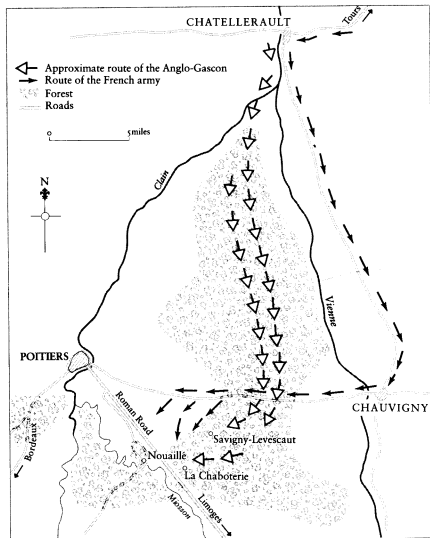 CHATELLERAULT
Tours
Approximate route of the Anglo-Gascon
Route of the French army
Forest
Roads
0
5 miles
N
Clain
Vienne
POITIERS
CHAUVIGNY
Roman Road
Bordeaux
Savigny-Levescaut
Nouaillé
La Chaboterie
Miosson
Limoges